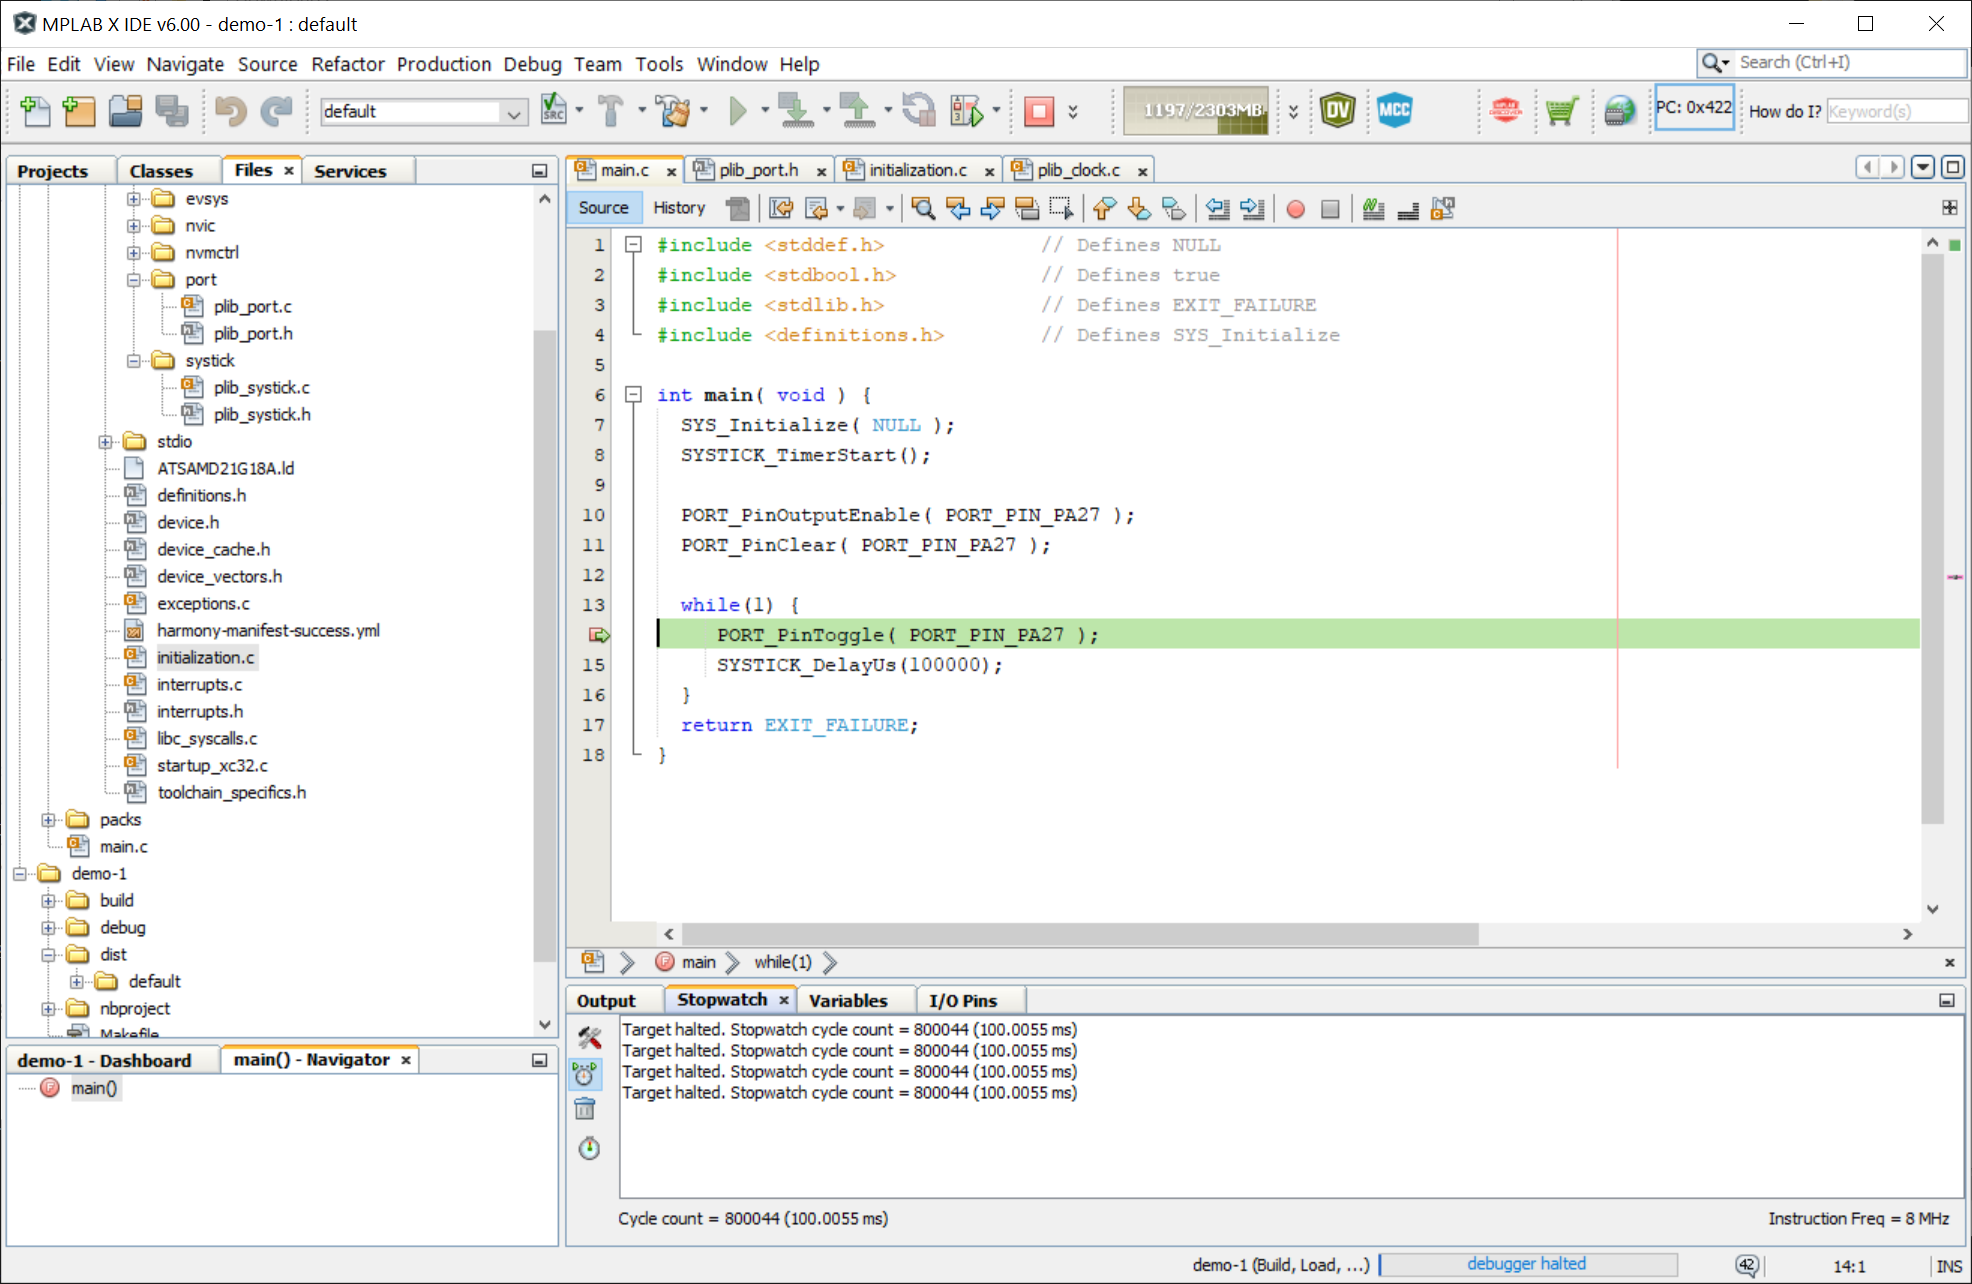 MPLAB X IDE v6.00 - demo-1 : default
File Edit View Navigate Source Refactor Production Debug Team Tools Window Help
Search (Ctrl+I)
default
SRC
1197/2303MB
DV
MCC
PC: 0x422
How do I?
Keyword(s)
Projects
Classes
Files
Services
evsys
nvic
nvmctrl
port
plib_port.c
plib_port.h
systick
plib_systick.c
plib_systick.h
stdio
ATSAMD21G18A.ld
definitions.h
device.h
device_cache.h
device_vectors.h
exceptions.c
harmony-manifest-success.yml
initialization.c
interrupts.c
interrupts.h
libc_syscalls.c
startup_xc32.c
toolchain_specifics.h
packs
main.c
demo-1
build
debug
dist
default
nbproject
Makefile
demo-1 - Dashboard
main() - Navigator
main()
main.c
plib_port.h
initialization.c
plib_clock.c
Source
History
1 #include <stddef.h> // Defines NULL
2 #include <stdbool.h> // Defines true
3 #include <stdlib.h> // Defines EXIT_FAILURE
4 #include <definitions.h> // Defines SYS_Initialize
5
6 int main( void ) {
7 SYS_Initialize( NULL );
8 SYSTICK_TimerStart();
9
10 PORT_PinOutputEnable( PORT_PIN_PA27 );
11 PORT_PinClear( PORT_PIN_PA27 );
12
13 while(1) {
PORT_PinToggle( PORT_PIN_PA27 );
15 SYSTICK_DelayUs(100000);
16 }
17 return EXIT_FAILURE;
18 }
main
while(1)
Output
Stopwatch
Variables
I/O Pins
Target halted. Stopwatch cycle count = 800044 (100.0055 ms)
Target halted. Stopwatch cycle count = 800044 (100.0055 ms)
Target halted. Stopwatch cycle count = 800044 (100.0055 ms)
Target halted. Stopwatch cycle count = 800044 (100.0055 ms)
Cycle count = 800044 (100.0055 ms)
Instruction Freq = 8 MHz
demo-1 (Build, Load, ...)
debugger halted
42
14:1
INS